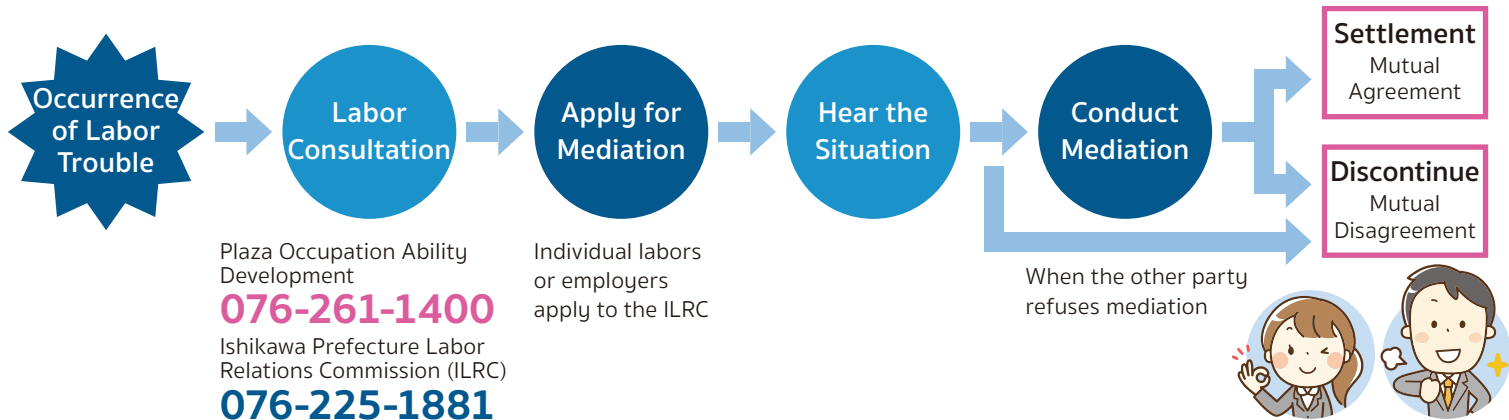 Occurrence
of Labor
Trouble
Labor
Consultation
Plaza Occupation Ability
Development
076-261-1400
Ishikawa Prefecture Labor
Relations Commission (ILRC)
076-225-1881
Apply for
Mediation
Individual labors
or employers
apply to the ILRC
Hear the
Situation
Conduct
Mediation
When the other party
refuses mediation
Settlement
Mutual
Agreement
Discontinue
Mutual
Disagreement